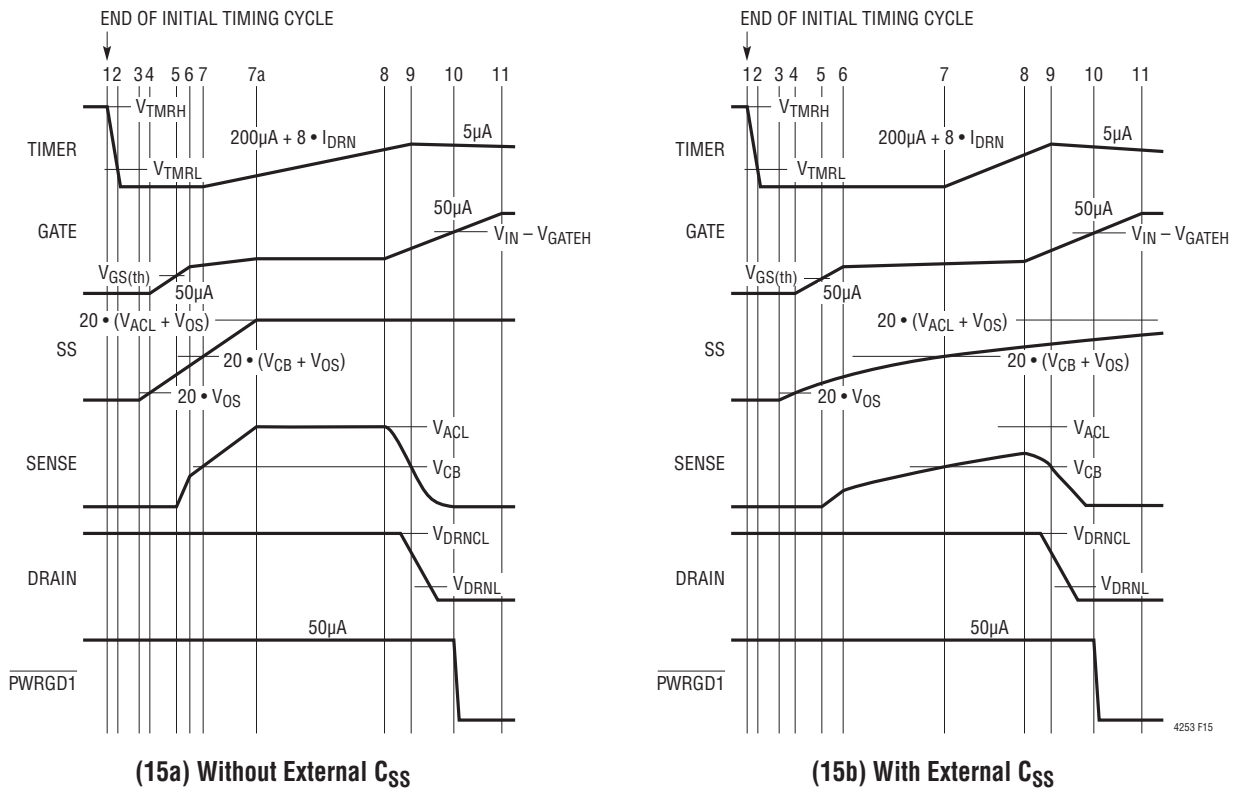 END OF INITIAL TIMING CYCLE
1 2 3 4 5 6 7 7a 8 9 10 11
TIMER
V_TMRH
V_TMRL
200µA + 8 • I_DRN
5µA
GATE
V_GS(th)
50µA
50µA
V_IN – V_GATEH
SS
20 • (V_ACL + V_OS)
20 • (V_CB + V_OS)
20 • V_OS
SENSE
V_ACL
V_CB
DRAIN
V_DRNCL
V_DRNL
50µA
PWRGD1
(15a) Without External C_SS
END OF INITIAL TIMING CYCLE
1 2 3 4 5 6 7 8 9 10 11
TIMER
V_TMRH
V_TMRL
200µA + 8 • I_DRN
5µA
GATE
V_GS(th)
50µA
50µA
V_IN – V_GATEH
SS
20 • (V_ACL + V_OS)
20 • (V_CB + V_OS)
20 • V_OS
SENSE
V_ACL
V_CB
DRAIN
V_DRNCL
V_DRNL
50µA
PWRGD1
4253 F15
(15b) With External C_SS